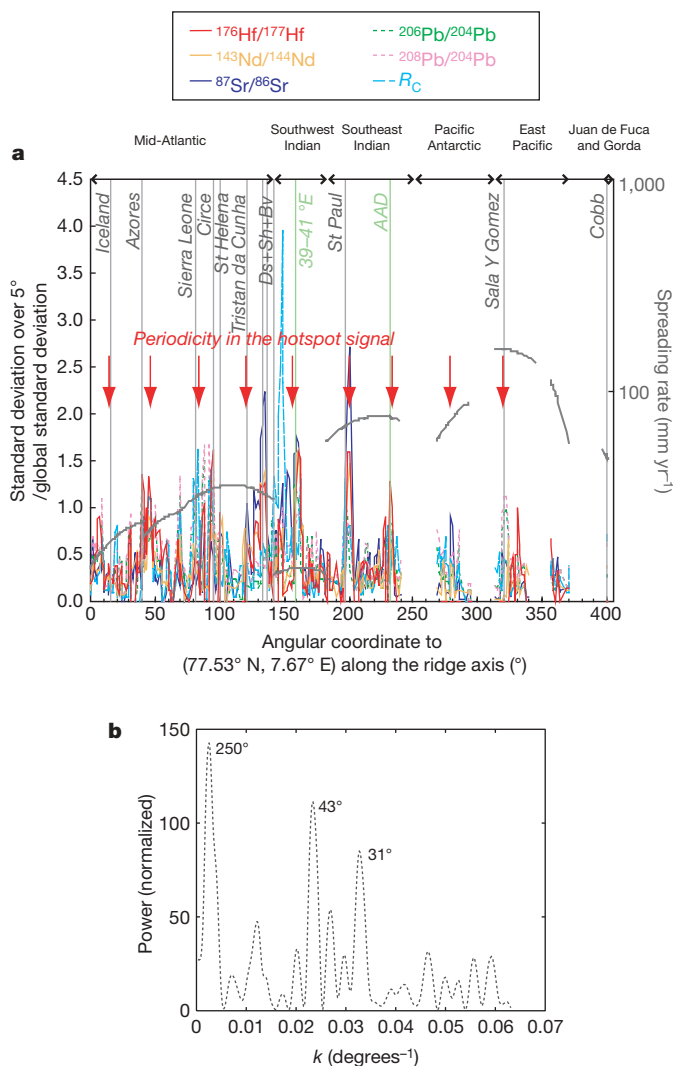 ¹⁷⁶Hf/¹⁷⁷Hf
²⁰⁶Pb/²⁰⁴Pb
¹⁴³Nd/¹⁴⁴Nd
²⁰⁸Pb/²⁰⁴Pb
⁸⁷Sr/⁸⁶Sr
R_C
a
Mid-Atlantic
Southwest
Indian
Southeast
Indian
Pacific
Antarctic
East
Pacific
Juan de Fuca
and Gorda
4.5
4.0
3.5
3.0
2.5
2.0
1.5
1.0
0.5
0.0
Standard deviation over 5°
/global standard deviation
Iceland
Azores
Sierra Leone
Circe
St Helena
Tristan da Cunha
Ds+Sh+Bv
39–41 °E
St Paul
AAD
Sala Y Gomez
Cobb
Periodicity in the hotspot signal
1,000
100
Spreading rate (mm yr⁻¹)
0 50 100 150 200 250 300 350 400
Angular coordinate to
(77.53° N, 7.67° E) along the ridge axis (°)
b
150
100
50
0
Power (normalized)
250°
43°
31°
0 0.01 0.02 0.03 0.04 0.05 0.06 0.07
k (degrees⁻¹)